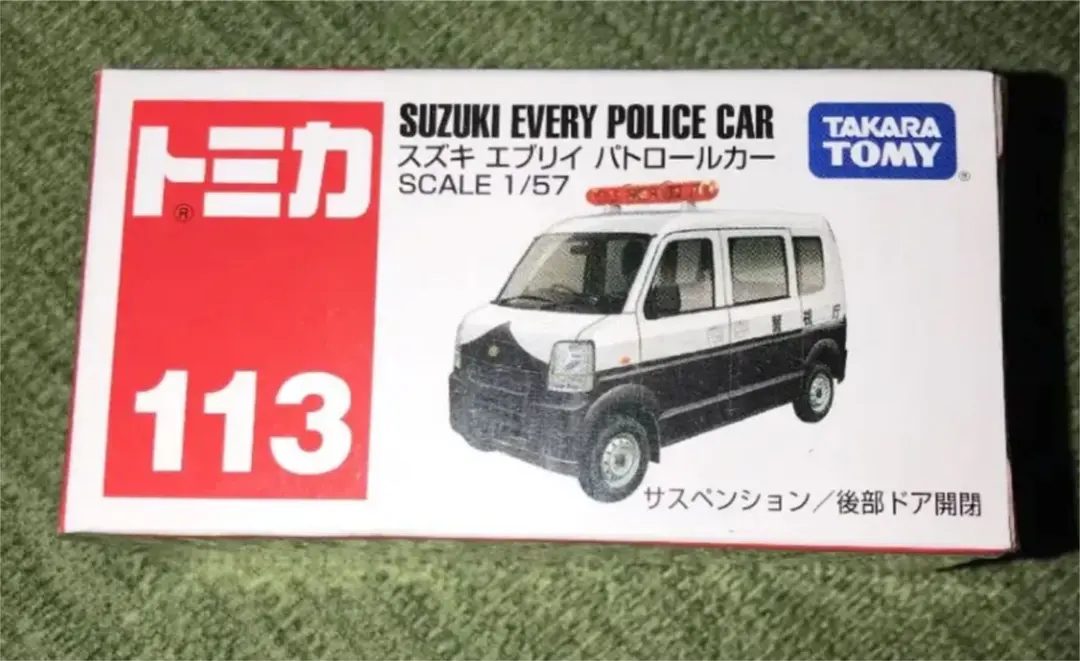 トミカ
®
113
SUZUKI EVERY POLICE CAR
スズキ エブリイ パトロールカー
SCALE 1/57
TAKARA
TOMY
®
警視庁
サスペンション/後部ドア開閉